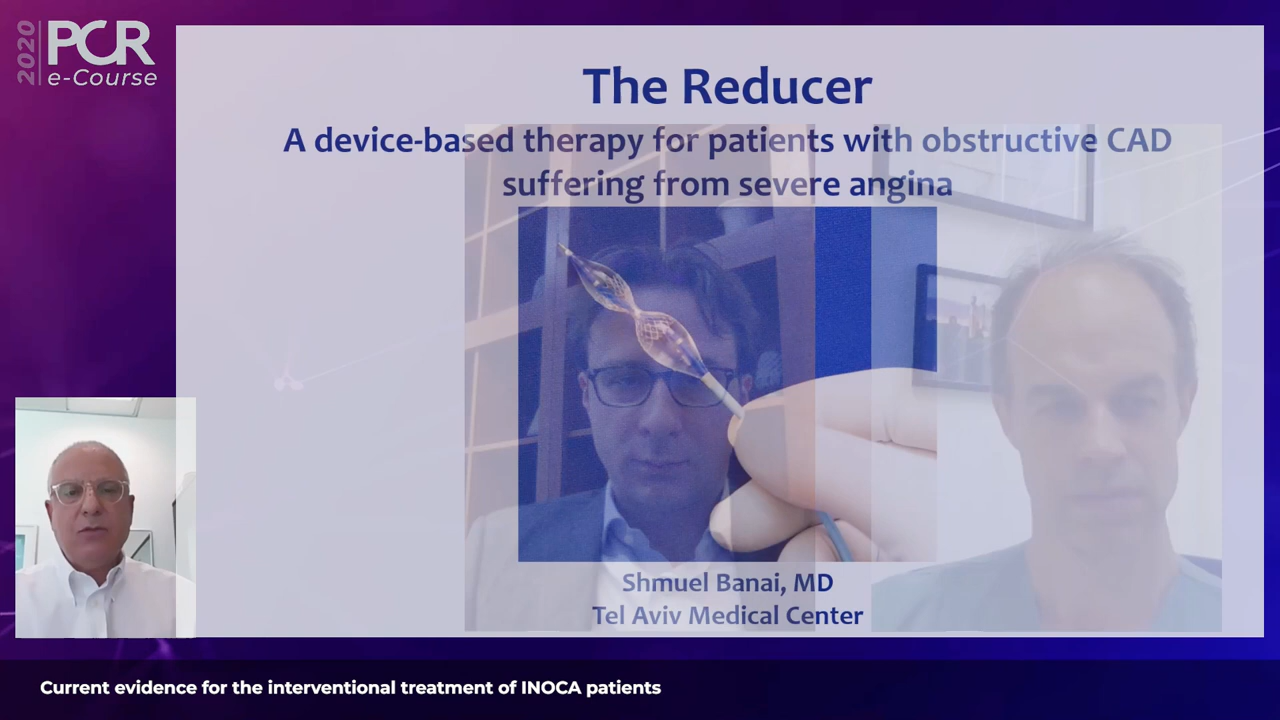 2020
PCR
e-Course
The Reducer
A device-based therapy for patients with obstructive CAD
suffering from severe angina
Shmuel Banai, MD
Tel Aviv Medical Center
Current evidence for the interventional treatment of INOCA patients